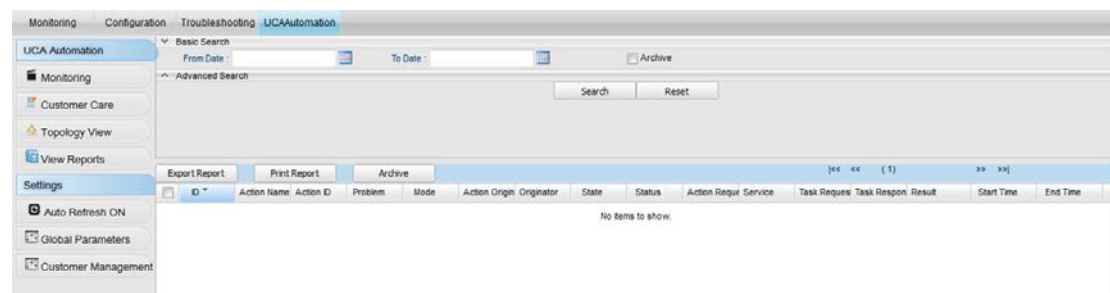 Monitoring Configuration Troubleshooting UCAAutomation
UCA Automation
Monitoring
Customer Care
Topology View
View Reports
Settings
Auto Refresh ON
Global Parameters
Customer Management
Basic Search
From Date : To Date : Archive
Advanced Search
Search Reset
Export Report Print Report Archive |<< << (1) >> >>|
ID Action Name Action ID Problem Mode Action Origin Originator State Status Action Reque Service Task Reques Task Respon Result Start Time End Time
No items to show.